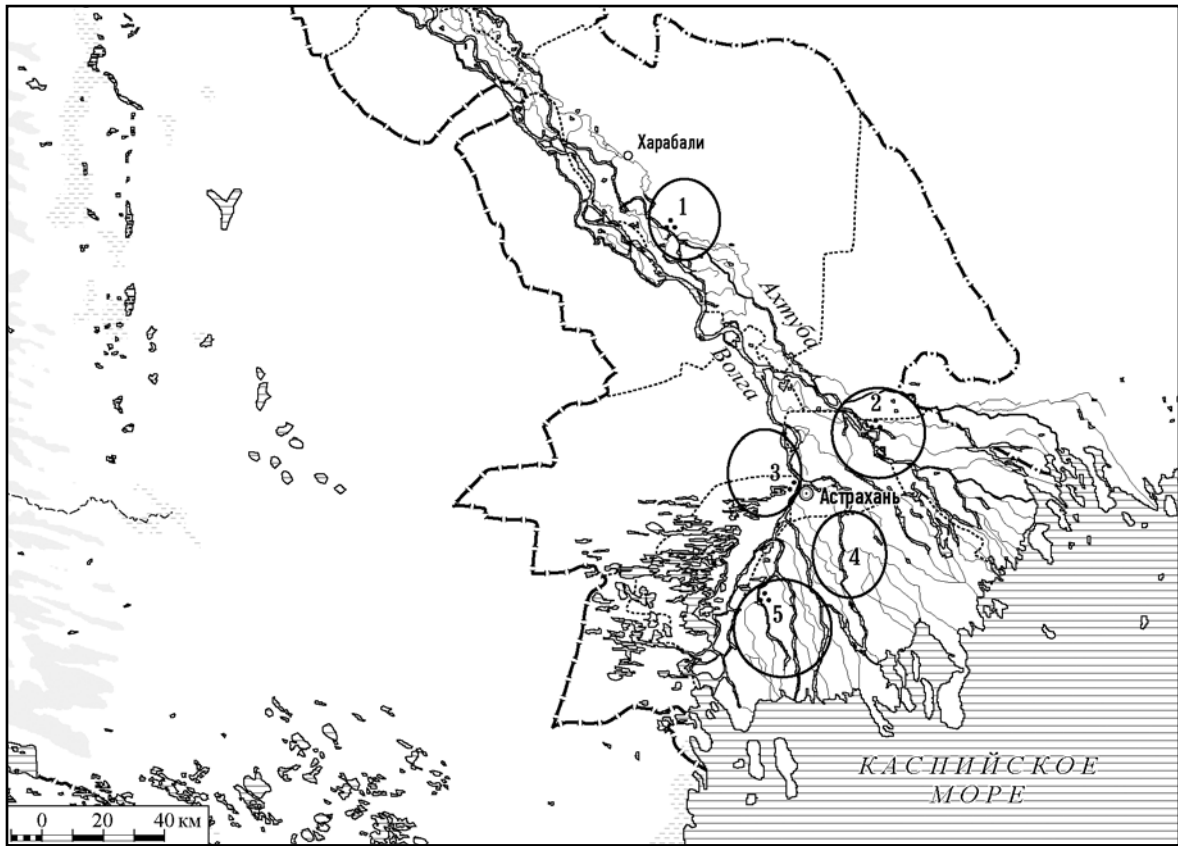 Харабали
1
Ахтуба
Волга
2
3
Астрахань
4
5
КАСПИЙСКОЕ
МОРЕ
0 20 40 км